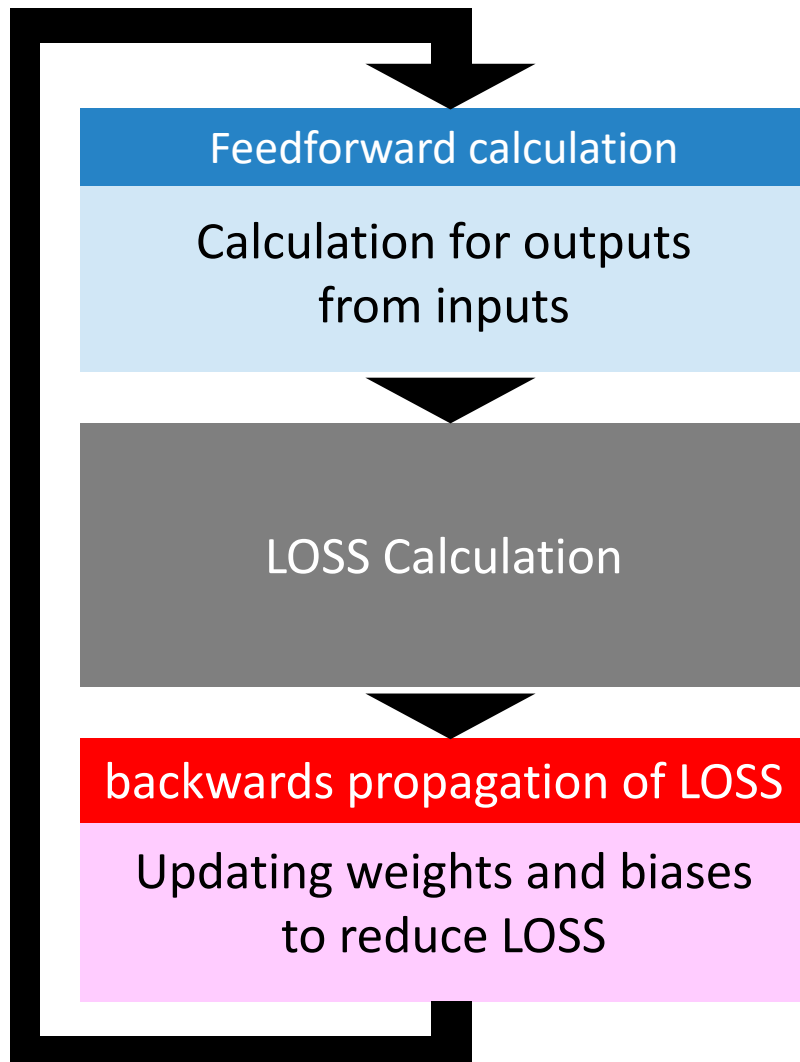 Feedforward calculation
Calculation for outputs
from inputs
LOSS Calculation
backwards propagation of LOSS
Updating weights and biases
to reduce LOSS